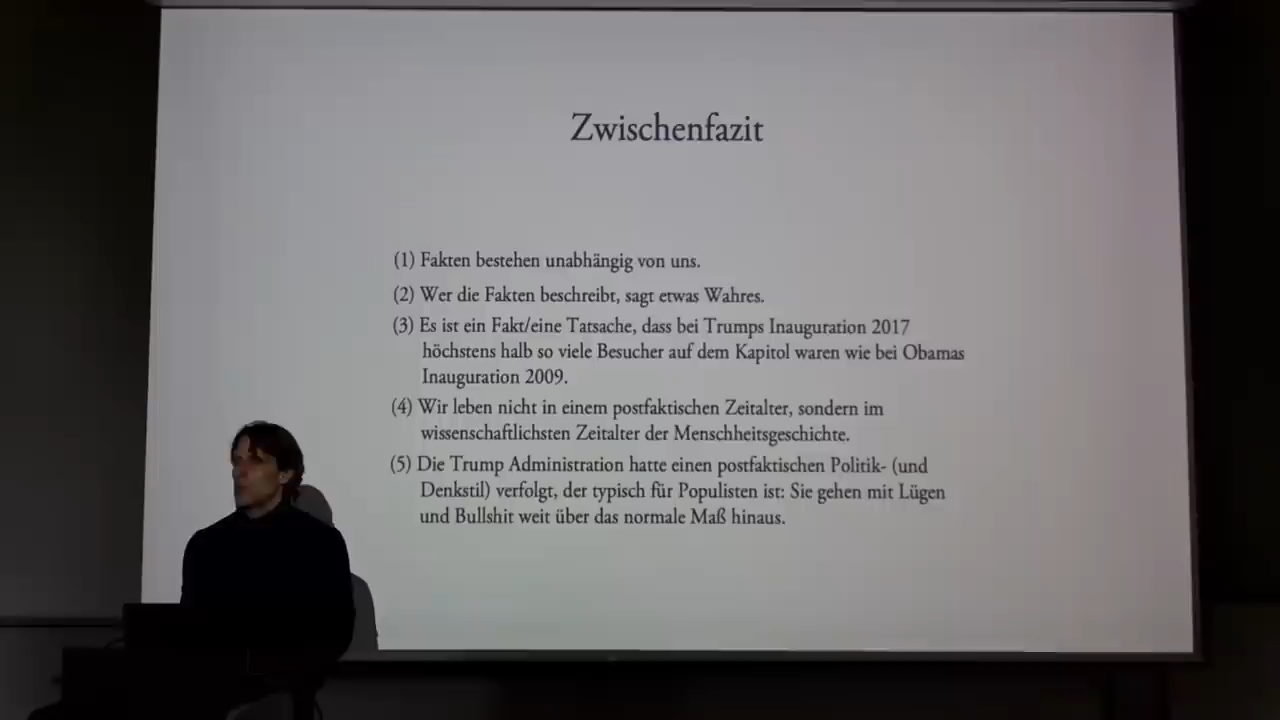 Zwischenfazit
(1) Fakten bestehen unabhängig von uns.
(2) Wer die Fakten beschreibt, sagt etwas Wahres.
(3) Es ist ein Fakt/eine Tatsache, dass bei Trumps Inauguration 2017
höchstens halb so viele Besucher auf dem Kapitol waren wie bei Obamas
Inauguration 2009.
(4) Wir leben nicht in einem postfaktischen Zeitalter, sondern im
wissenschaftlichsten Zeitalter der Menschheitsgeschichte.
(5) Die Trump Administration hatte einen postfaktischen Politik- (und
Denkstil) verfolgt, der typisch für Populisten ist: Sie gehen mit Lügen
und Bullshit weit über das normale Maß hinaus.